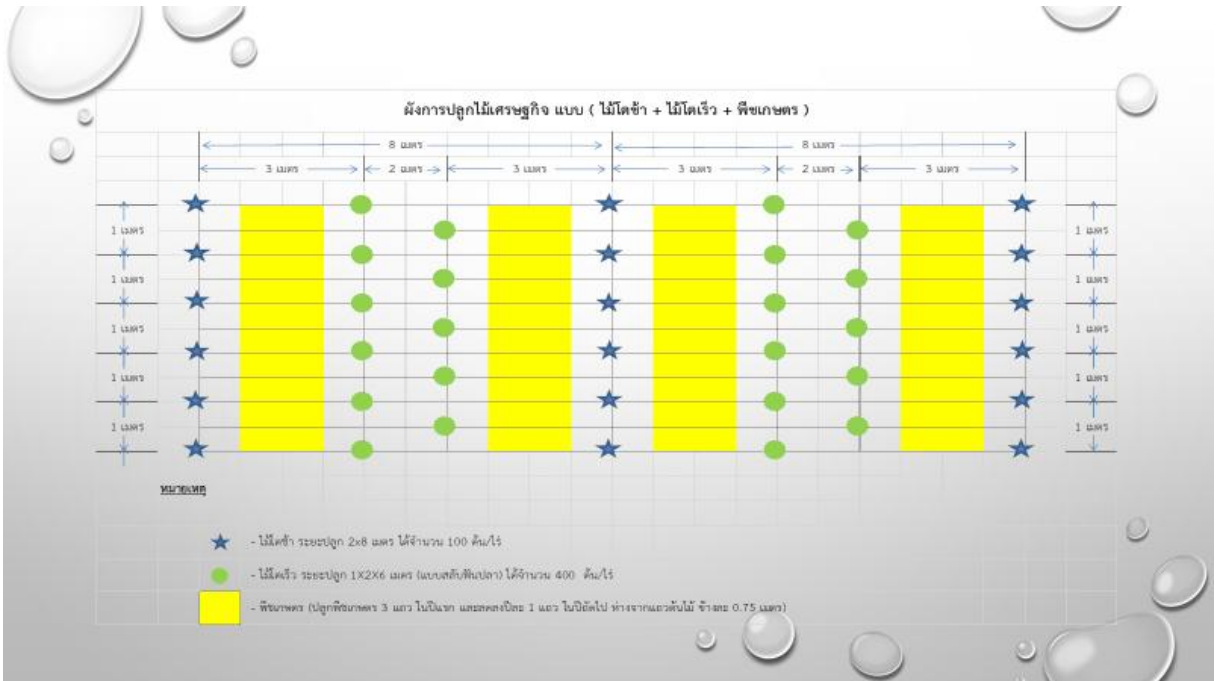 ผังการปลูกไม้เศรษฐกิจ แบบ ( ไม้โตช้า + ไม้โตเร็ว + พืชเกษตร )
8 เมตร 8 เมตร
3 เมตร 2 เมตร 3 เมตร 3 เมตร 2 เมตร 3 เมตร
1 เมตร 1 เมตร
1 เมตร 1 เมตร
1 เมตร 1 เมตร
1 เมตร 1 เมตร
1 เมตร 1 เมตร
หมายเหตุ
- ไม้โตช้า ระยะปลูก 2x8 เมตร ได้จำนวน 100 ต้น/ไร่
- ไม้โตเร็ว ระยะปลูก 1X2X6 เมตร (แบบสลับฟันปลา) ได้จำนวน 400 ต้น/ไร่
- พืชเกษตร (ปลูกพืชเกษตร 3 แถว ในปีแรก และลดลงปีละ 1 แถว ในปีถัดไป ห่างจากแถวต้นไม้ ข้างละ 0.75 เมตร)